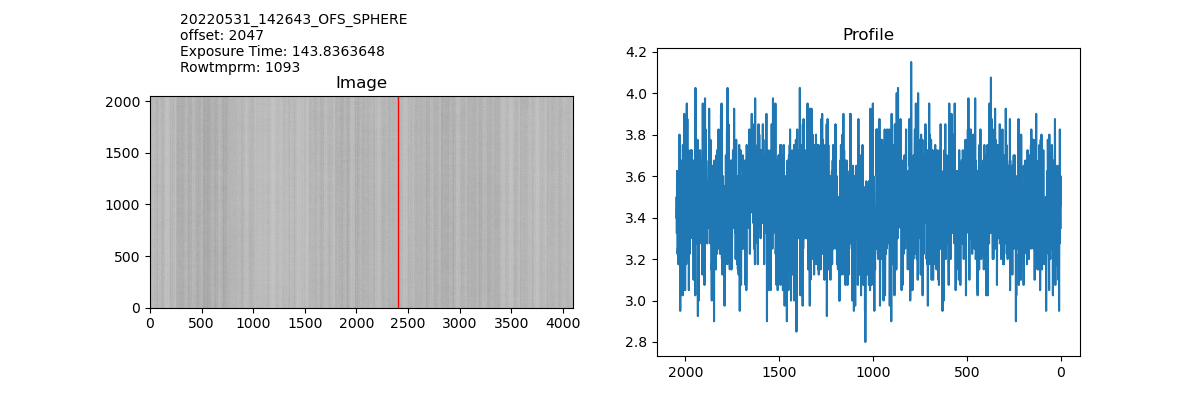 20220531_142643_OFS_SPHERE
offset: 2047
Exposure Time: 143.8363648
Rowtmprm: 1093
Image
2000
1500
1000
500
0
0 500 1000 1500 2000 2500 3000 3500 4000
Profile
4.2
4.0
3.8
3.6
3.4
3.2
3.0
2.8
2000 1500 1000 500 0